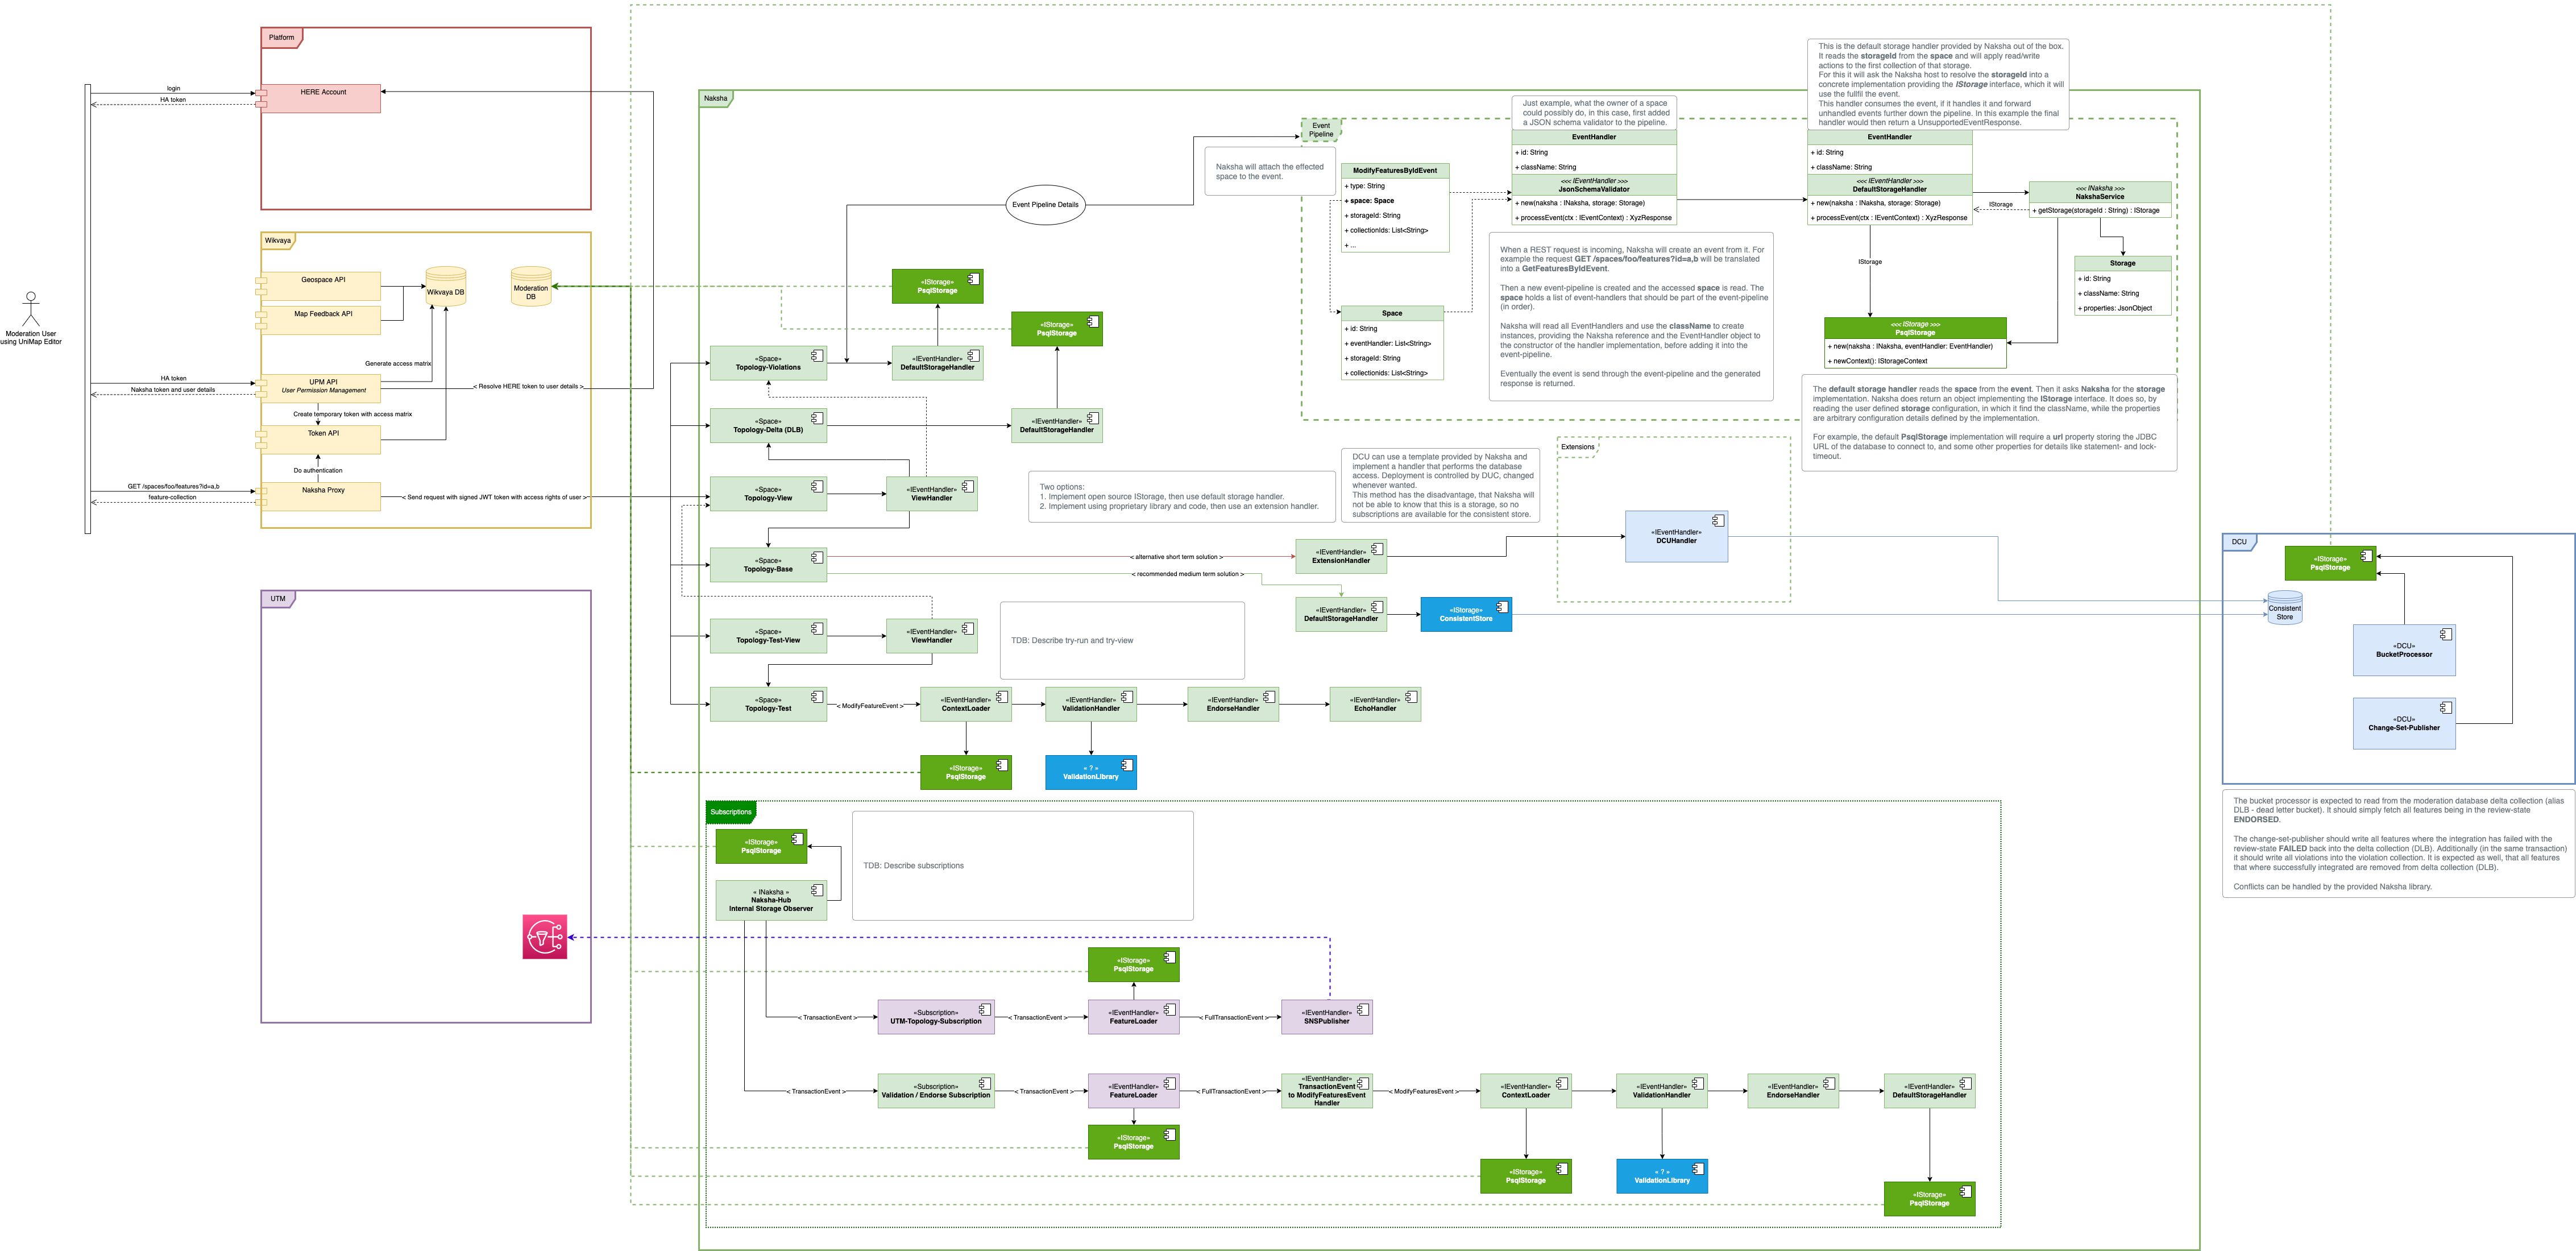 Platform
HERE Account
login
HA token
Wikvaya
Geospace API
Map Feedback API
Wikvaya DB
Moderation
DB
Generate access matrix
UPM API
User Permission Management
< Resolve HERE token to user details >
Create temporary token with access matrix
Token API
Do authentication
Naksha Proxy
< Send request with signed JWT token with access rights of user >
Moderation User
using UniMap Editor
HA token
Naksha token and user details
GET /spaces/foo/features?id=a,b
feature-collection
UTM
Naksha
Event Pipeline Details
Naksha will attach the effected
space to the event.
Event
Pipeline
ModifyFeaturesByIdEvent
+ type: String
+ space: Space
+ storageId: String
+ collectionIds: List<String>
+ ...
Space
+ id: String
+ eventHandler: List<String>
+ storageId: String
+ collectionids: List<String>
Just example, what the owner of a space
could possibly do, in this case, first added
a JSON schema validator to the pipeline.
EventHandler
+ id: String
+ className: String
<<< IEventHandler >>>
JsonSchemaValidator
+ new(naksha : INaksha, storage: Storage)
+ processEvent(ctx : IEventContext) : XyzResponse
When a REST request is incoming, Naksha will create an event from it. For
example the request GET /spaces/foo/features?id=a,b will be translated
into a GetFeaturesByIdEvent.
Then a new event-pipeline is created and the accessed space is read. The
space holds a list of event-handlers that should be part of the event-pipeline
(in order).
Naksha will read all EventHandlers and use the className to create
instances, providing the Naksha reference and the EventHandler object to
the constructor of the handler implementation, before adding it into the
event-pipeline.
Eventually the event is send through the event-pipeline and the generated
response is returned.
This is the default storage handler provided by Naksha out of the box.
It reads the storageId from the space and will apply read/write
actions to the first collection of that storage.
For this it will ask the Naksha host to resolve the storageId into a
concrete implementation providing the IStorage interface, which it will
use the fullfil the event.
This handler consumes the event, if it handles it and forward
unhandled events further down the pipeline. In this example the final
handler would then return a UnsupportedEventResponse.
EventHandler
+ id: String
+ className: String
<<< IEventHandler >>>
DefaultStorageHandler
+ new(naksha : INaksha, storage: Storage)
+ processEvent(ctx : IEventContext) : XyzResponse
IStorage
<<< INaksha >>>
NakshaService
+ getStorage(storageId : String) : IStorage
IStorage
Storage
+ id: String
+ className: String
+ properties: JsonObject
<<< IStorage >>>
PsqlStorage
+ new(naksha : INaksha, eventHandler: EventHandler)
+ newContext(): IStorageContext
The default storage handler reads the space from the event. Then it asks Naksha for the storage
implementation. Naksha does return an object implementing the IStorage interface. It does so, by
reading the user defined storage configuration, in which it find the className, while the properties
are arbitrary configuration details defined by the implementation.
For example, the default PsqlStorage implementation will require a url property storing the JDBC
URL of the database to connect to, and some other properties for details like statement- and lock-
timeout.
«IStorage»
PsqlStorage
«IStorage»
PsqlStorage
«Space»
Topology-Violations
«IEventHandler»
DefaultStorageHandler
«Space»
Topology-Delta (DLB)
«IEventHandler»
DefaultStorageHandler
«Space»
Topology-View
«IEventHandler»
ViewHandler
Two options:
1. Implement open source IStorage, then use default storage handler.
2. Implement using proprietary library and code, then use an extension handler.
DCU can use a template provided by Naksha and
implement a handler that performs the database
access. Deployment is controlled by DUC, changed
whenever wanted.
This method has the disadvantage, that Naksha will
not be able to know that this is a storage, so no
subscriptions are available for the consistent store.
Extensions
«IEventHandler»
DCUHandler
«Space»
Topology-Base
< alternative short term solution >
< recommended medium term solution >
«IEventHandler»
ExtensionHandler
«IEventHandler»
DefaultStorageHandler
«IStorage»
ConsistentStore
«Space»
Topology-Test-View
«IEventHandler»
ViewHandler
TDB: Describe try-run and try-view
«Space»
Topology-Test
< ModifyFeatureEvent >
«IEventHandler»
ContextLoader
«IEventHandler»
ValidationHandler
«IEventHandler»
EndorseHandler
«IEventHandler»
EchoHandler
«IStorage»
PsqlStorage
« ? »
ValidationLIbrary
DCU
«IStorage»
PsqlStorage
Consistent
Store
«DCU»
BucketProcessor
«DCU»
Change-Set-Publisher
The bucket processor is expected to read from the moderation database delta collection (alias
DLB - dead letter bucket). It should simply fetch all features being in the review-state
ENDORSED.
The change-set-publisher should write all features where the integration has failed with the
review-state FAILED back into the delta collection (DLB). Additionally (in the same transaction)
it should write all violations into the violation collection. It is expected as well, that all features
that where successfully integrated are removed from delta collection (DLB).
Conflicts can be handled by the provided Naksha library.
Subscriptions
«IStorage»
PsqlStorage
« INaksha »
Naksha-Hub
Internal Storage Observer
TDB: Describe subscriptions
«IStorage»
PsqlStorage
< TransactionEvent >
«Subscription»
UTM-Topology-Subscription
< TransactionEvent >
«IEventHandler»
FeatureLoader
< FullTransactionEvent >
«IEventHandler»
SNSPublisher
< TransactionEvent >
«Subscription»
Validation / Endorse Subscription
< TransactionEvent >
«IEventHandler»
FeatureLoader
< FullTransactionEvent >
«IEventHandler»
TransactionEvent
to ModifyFeaturesEvent
Handler
< ModifyFeaturesEvent >
«IEventHandler»
ContextLoader
«IEventHandler»
ValidationHandler
«IEventHandler»
EndorseHandler
«IEventHandler»
DefaultStorageHandler
«IStorage»
PsqlStorage
«IStorage»
PsqlStorage
« ? »
ValidationLIbrary
«IStorage»
PsqlStorage